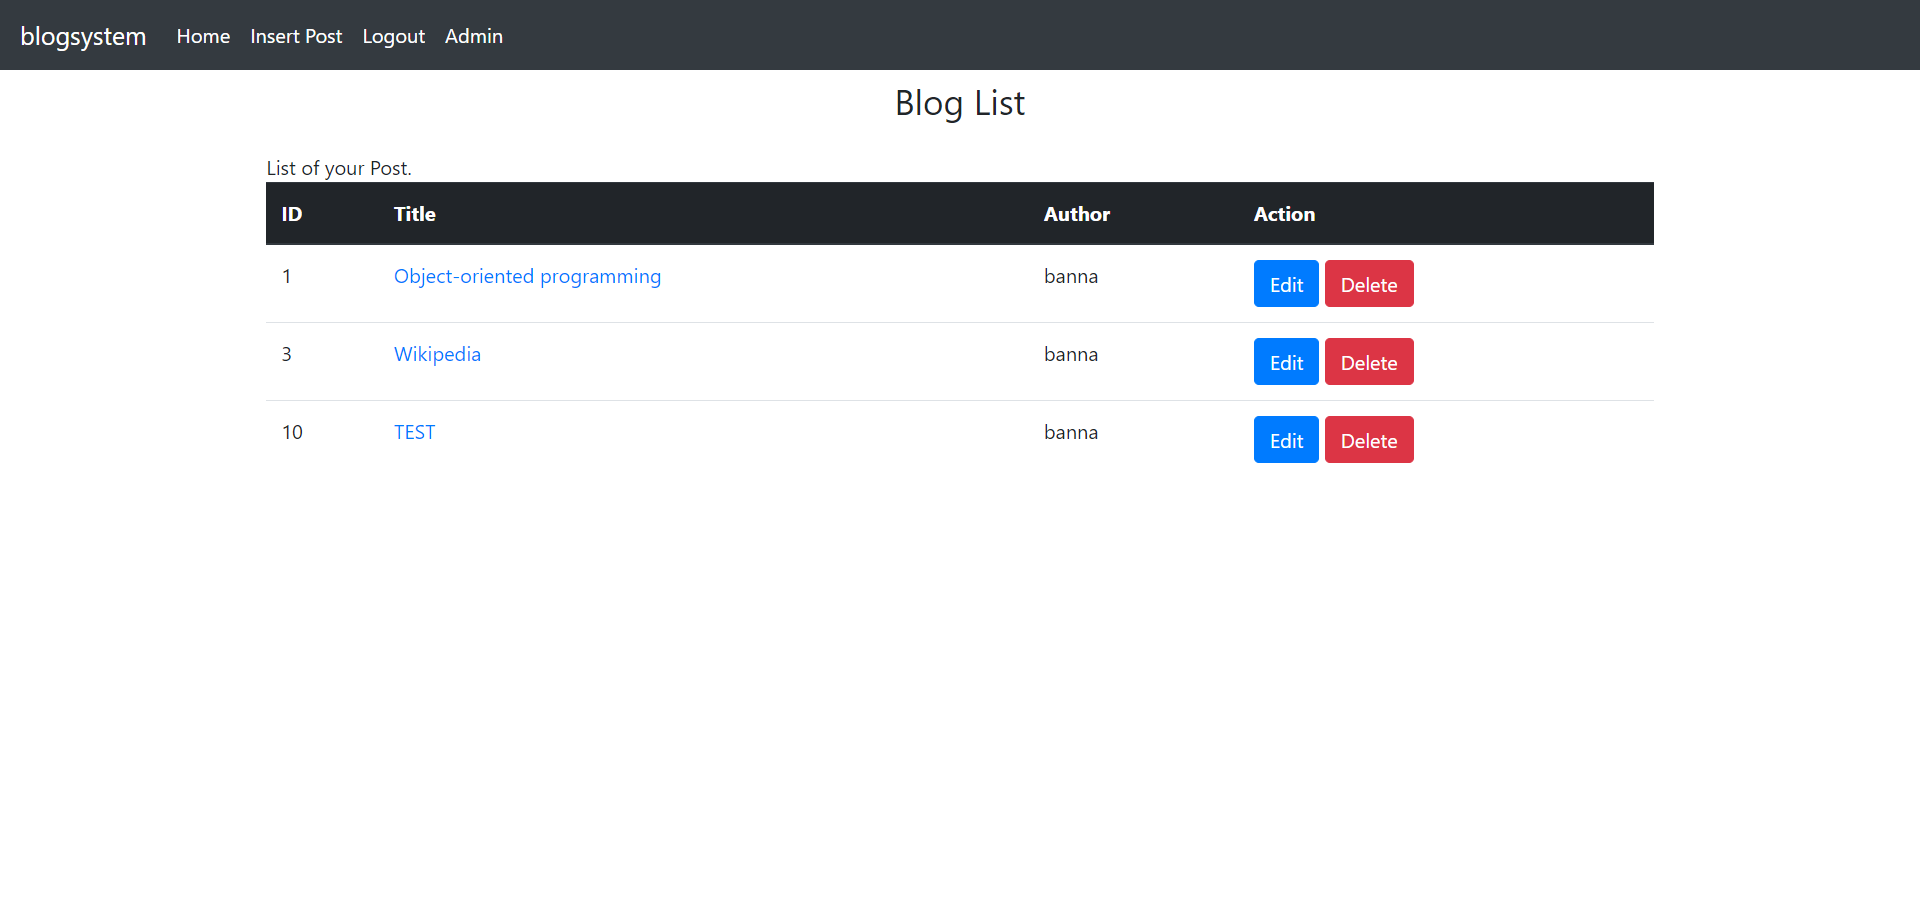 blogsystem Home Insert Post Logout Admin
Blog List
List of your Post.
ID Title Author Action
1 Object-oriented programming banna Edit Delete
3 Wikipedia banna Edit Delete
10 TEST banna Edit Delete